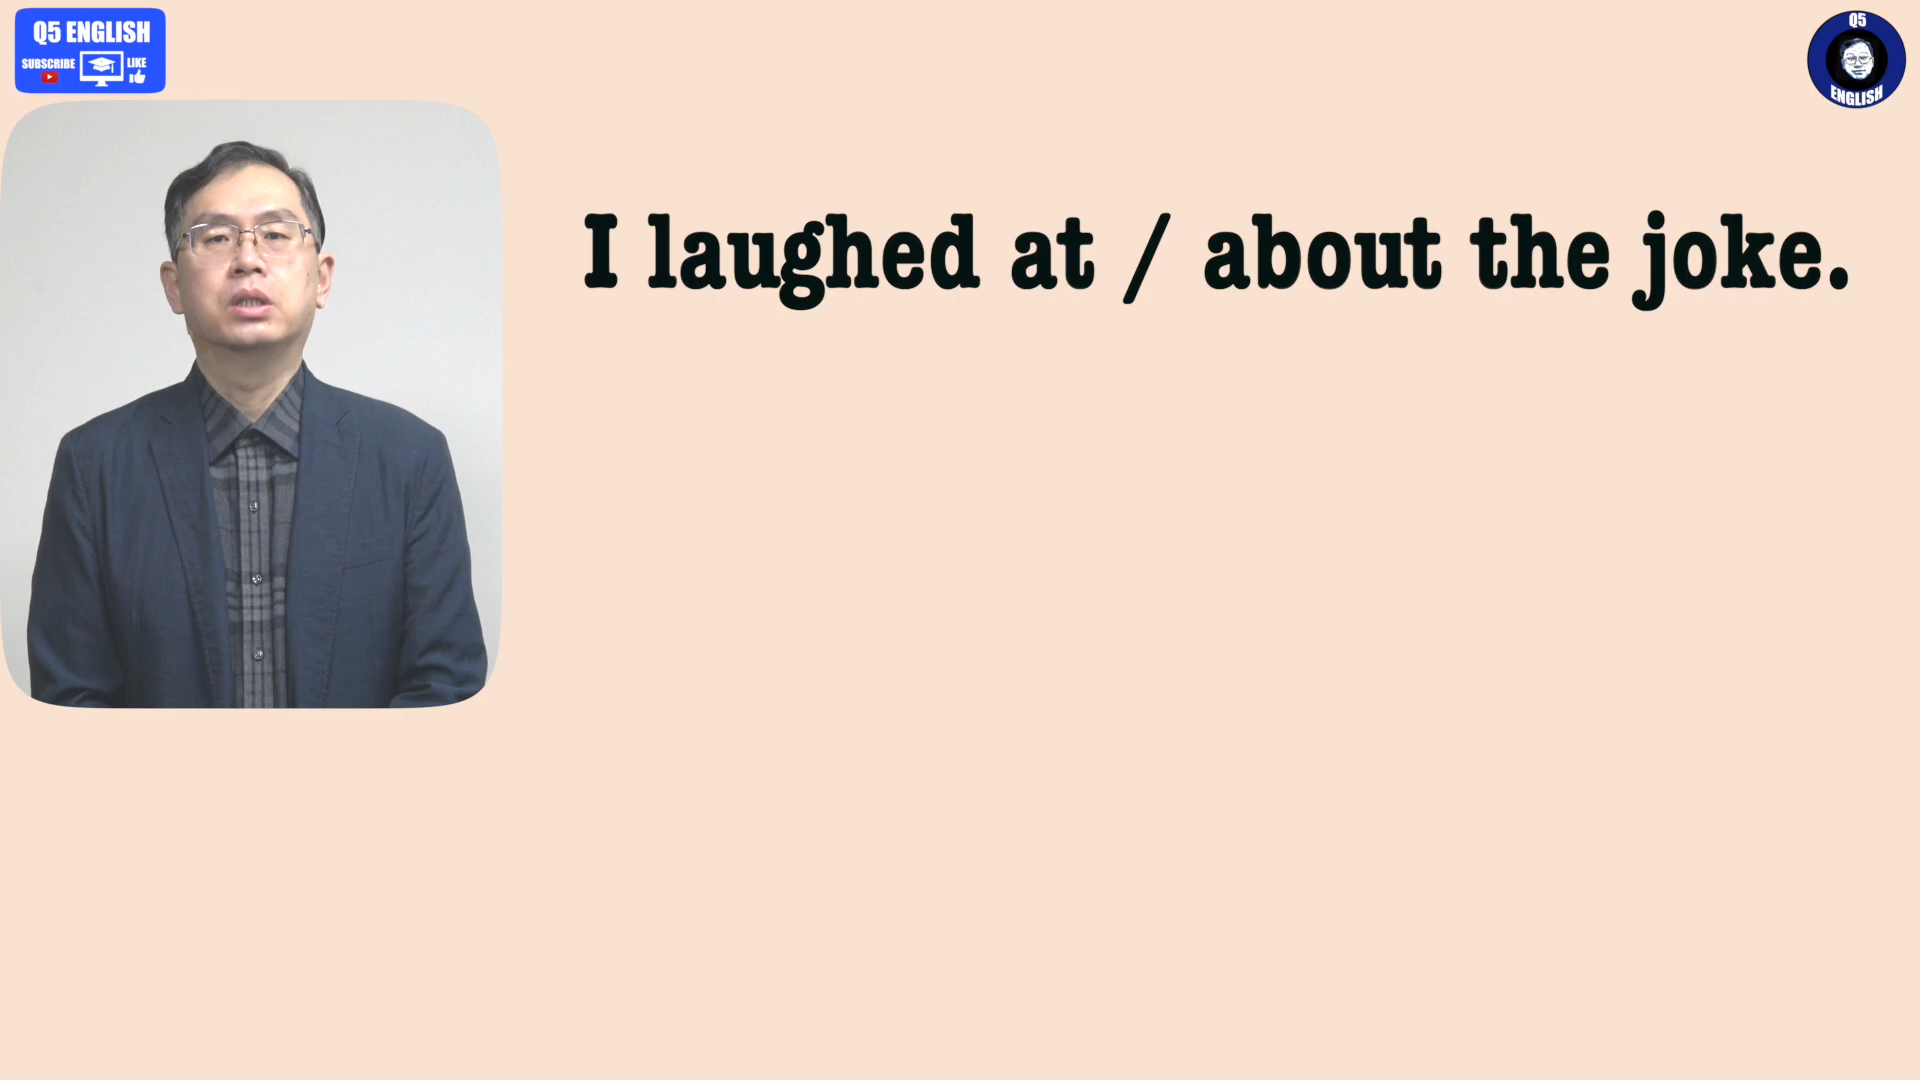 Q5 ENGLISH
SUBSCRIBE
LIKE
Q5
ENGLISH
I laughed at / about the joke.